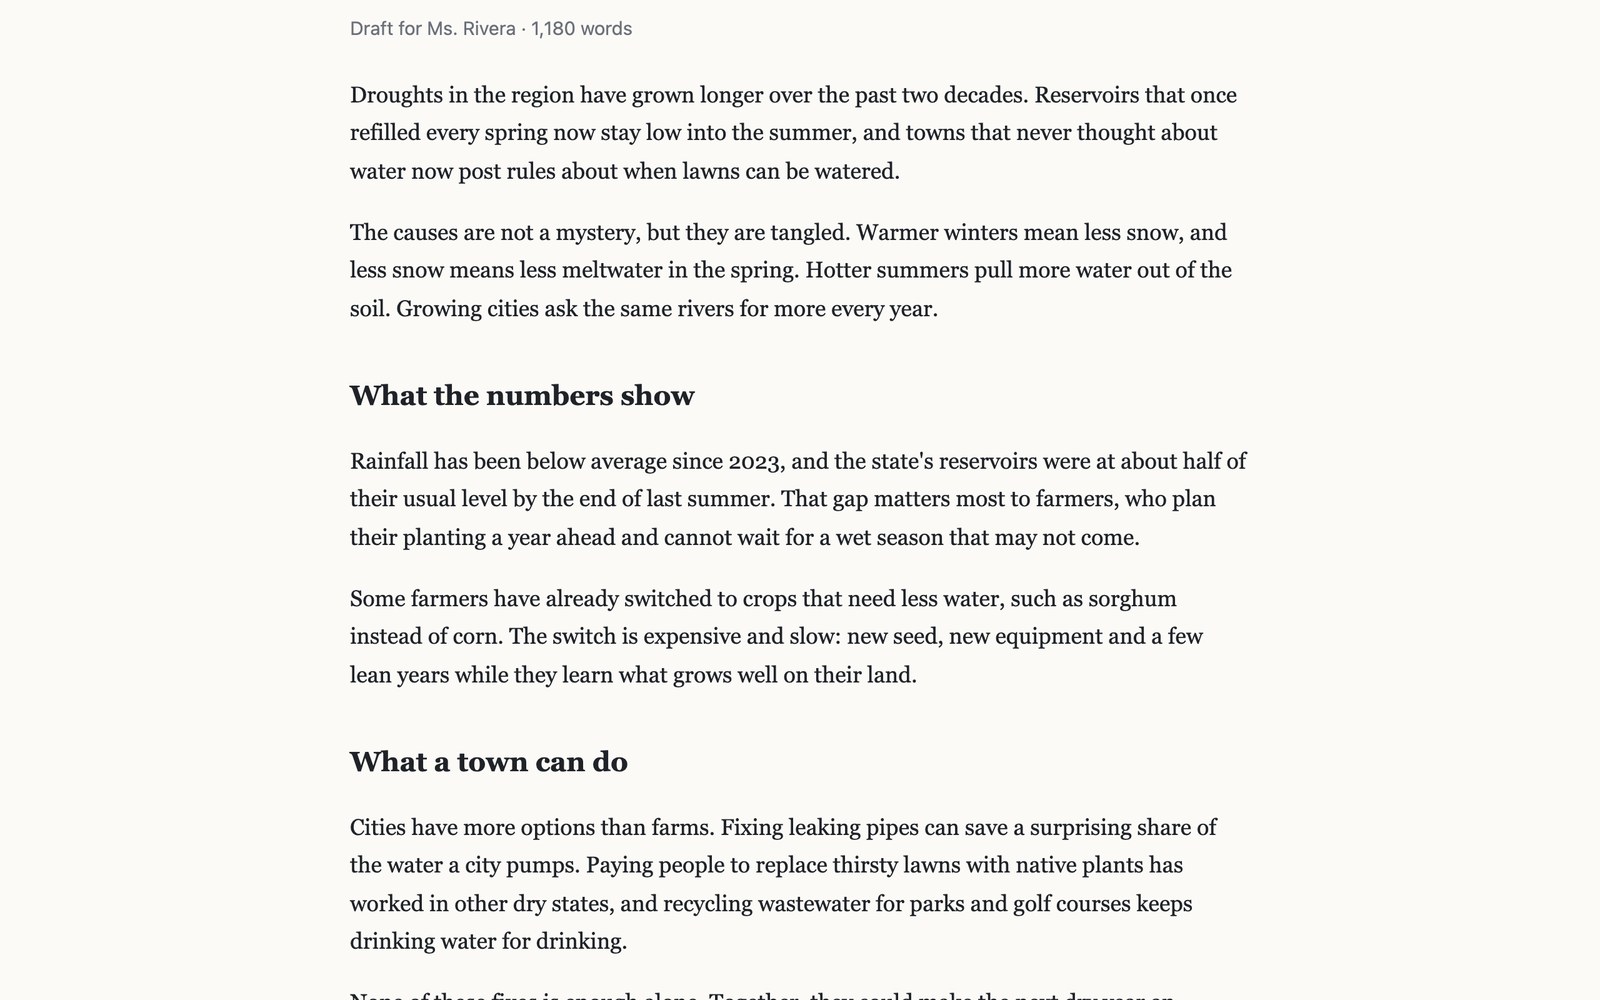 Draft for Ms. Rivera · 1,180 words
Droughts in the region have grown longer over the past two decades. Reservoirs that once
refilled every spring now stay low into the summer, and towns that never thought about
water now post rules about when lawns can be watered.
The causes are not a mystery, but they are tangled. Warmer winters mean less snow, and
less snow means less meltwater in the spring. Hotter summers pull more water out of the
soil. Growing cities ask the same rivers for more every year.
What the numbers show
Rainfall has been below average since 2023, and the state's reservoirs were at about half of
their usual level by the end of last summer. That gap matters most to farmers, who plan
their planting a year ahead and cannot wait for a wet season that may not come.
Some farmers have already switched to crops that need less water, such as sorghum
instead of corn. The switch is expensive and slow: new seed, new equipment and a few
lean years while they learn what grows well on their land.
What a town can do
Cities have more options than farms. Fixing leaking pipes can save a surprising share of
the water a city pumps. Paying people to replace thirsty lawns with native plants has
worked in other dry states, and recycling wastewater for parks and golf courses keeps
drinking water for drinking.